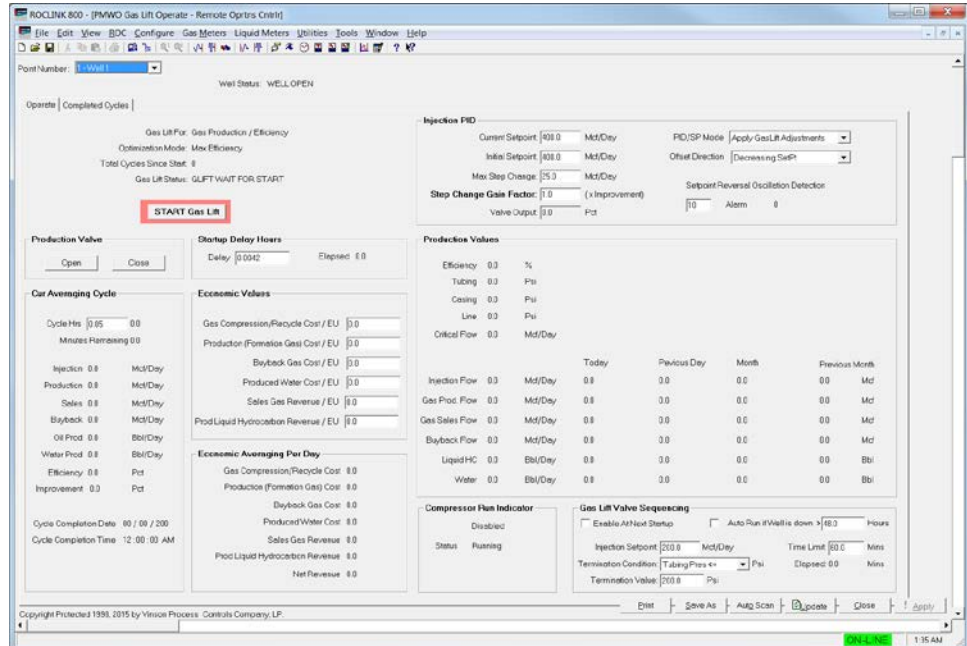 ROCLINK 800 - [PMWO Gas Lift Operate - Remote Oprtns Cntrlr]
File Edit View ROC Configure Gas Meters Liquid Meters Utilities Tools Window Help
Point Number: 1 - Well 1
Well Status: WELL OPEN
Operate Completed Cycles
Gas Lift For: Gas Production / Efficiency
Optimization Mode: Max Efficiency
Total Cycles Since Start: 0
Gas Lift Status: GLIFT WAIT FOR START
START Gas Lift
Injection PID
Current Setpoint: 400.0 Mcf/Day PID/SP Mode Apply GasLift Adjustments
Initial Setpoint: 400.0 Mcf/Day Offset Direction Decreasing SetPt
Max Step Change: 25.0 Mcf/Day
Step Change Gain Factor: 1.0 (x Improvement)
Valve Output: 0.0 Pct
Setpoint Reversal Oscillation Detection
10 Alarm 0
Production Valve
Open Close
Startup Delay Hours
Delay 0.0042 Elapsed 0.0
Cur Averaging Cycle
Cycle Hrs 0.05 0.0
Minutes Remaining 0.0
Injection 0.0 Mcf/Day
Production 0.0 Mcf/Day
Sales 0.0 Mcf/Day
Buyback 0.0 Mcf/Day
Oil Prod 0.0 Bbl/Day
Water Prod 0.0 Bbl/Day
Efficiency 0.0 Pct
Improvement 0.0 Pct
Cycle Completion Date 00 / 00 / 200
Cycle Completion Time 12 : 00 : 00 AM
Economic Values
Gas Compression/Recycle Cost / EU 0.0
Production (Formation Gas) Cost / EU 0.0
Buyback Gas Cost / EU 0.0
Produced Water Cost / EU 0.0
Sales Gas Revenue / EU 0.0
Prod Liquid Hydrocarbon Revenue / EU 0.0
Economic Averaging Per Day
Gas Compression/Recycle Cost 0.0
Production (Formation Gas) Cost 0.0
Buyback Gas Cost 0.0
Produced Water Cost 0.0
Sales Gas Revenue 0.0
Prod Liquid Hydrocarbon Revenue 0.0
Net Revenue 0.0
Production Values
Efficiency 0.0 %
Tubing 0.0 Psi
Casing 0.0 Psi
Line 0.0 Psi
Critical Flow 0.0 Mcf/Day
Today Pevious Day Month Previous Month
Injection Flow 0.0 Mcf/Day 0.0 0.0 0.0 0.0 Mcf
Gas Prod. Flow 0.0 Mcf/Day 0.0 0.0 0.0 0.0 Mcf
Gas Sales Flow 0.0 Mcf/Day 0.0 0.0 0.0 0.0 Mcf
Buyback Flow 0.0 Mcf/Day 0.0 0.0 0.0 0.0 Mcf
Liquid HC 0.0 Bbl/Day 0.0 0.0 0.0 0.0 Bbl
Water 0.0 Bbl/Day 0.0 0.0 0.0 0.0 Bbl
Compressor Run Indicator
Disabled
Status Running
Gas Lift Valve Sequencing
Enable At Next Startup Auto Run if Well is down > 48.0 Hours
Injection Setpoint: 200.0 Mcf/Day Time Limit: 60.0 Mins
Termination Condition: Tubing Pres <= Psi Elapsed: 0.0 Mins
Termination Value: 200.0 Psi
Print Save As Auto Scan Update Close ! Apply
Copyright Protected 1998, 2015 by Vinson Process Controls Company, LP.
ON-LINE 1:35 AM